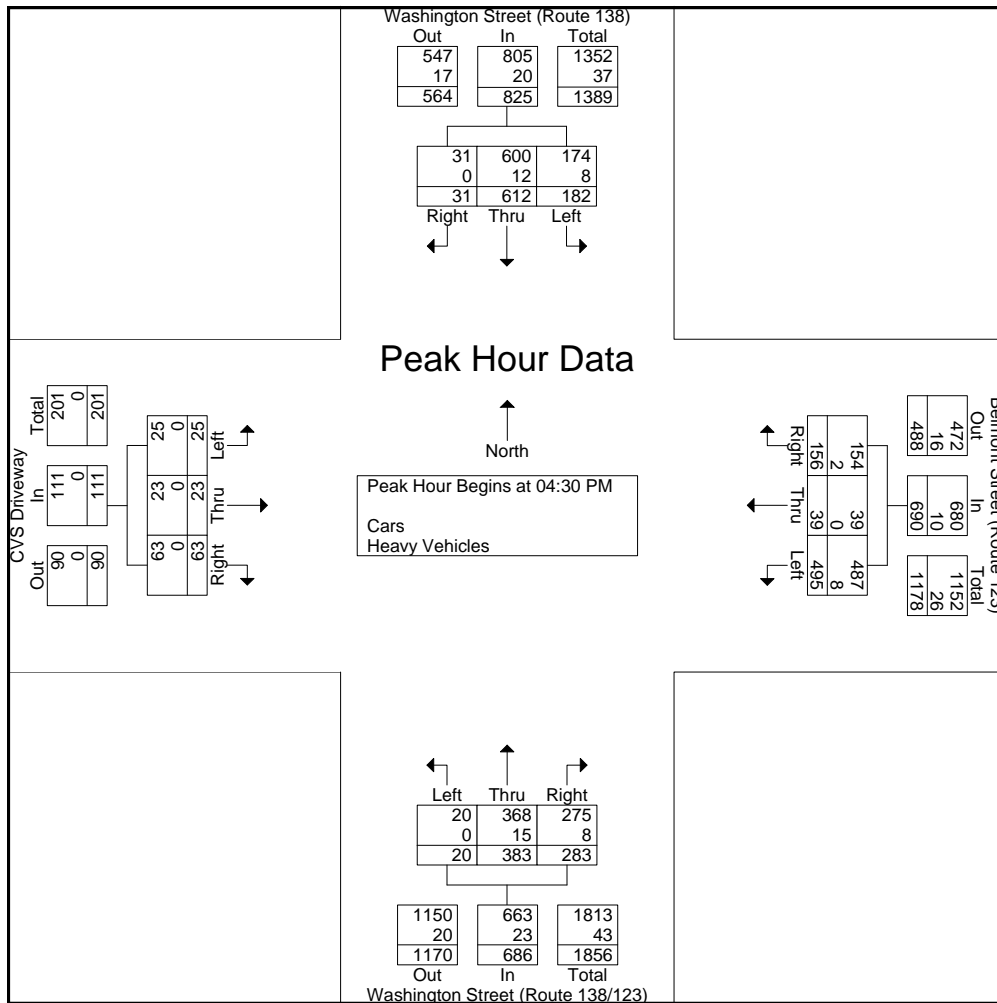 Washington Street (Route 138)
Out In Total
547 805 1352
17 20 37
564 825 1389
31 600 174
0 12 8
31 612 182
Right Thru Left
Peak Hour Data
North
Peak Hour Begins at 04:30 PM
Cars
Heavy Vehicles
CVS Driveway
Total In Out
201 111 90
0 0 0
201 111 90
25 23 63
0 0 0
25 23 63
Left Thru Right
Right Thru Left
156 39 495
2 0 8
154 39 487
488 690 1178
16 10 26
472 680 1152
Out In Total
Belmont Street (Route 123)
Left Thru Right
20 368 275
0 15 8
20 383 283
1150 663 1813
20 23 43
1170 686 1856
Out In Total
Washington Street (Route 138/123)